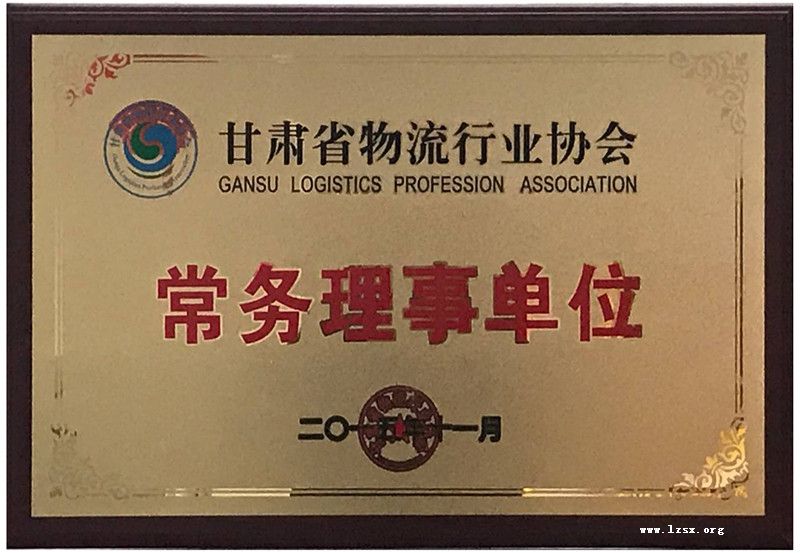 甘肃省物流行业协会
GANSU LOGISTICS PROFESSION ASSOCIATION
常务理事单位
二〇一五年十一月
www.lzsx.org